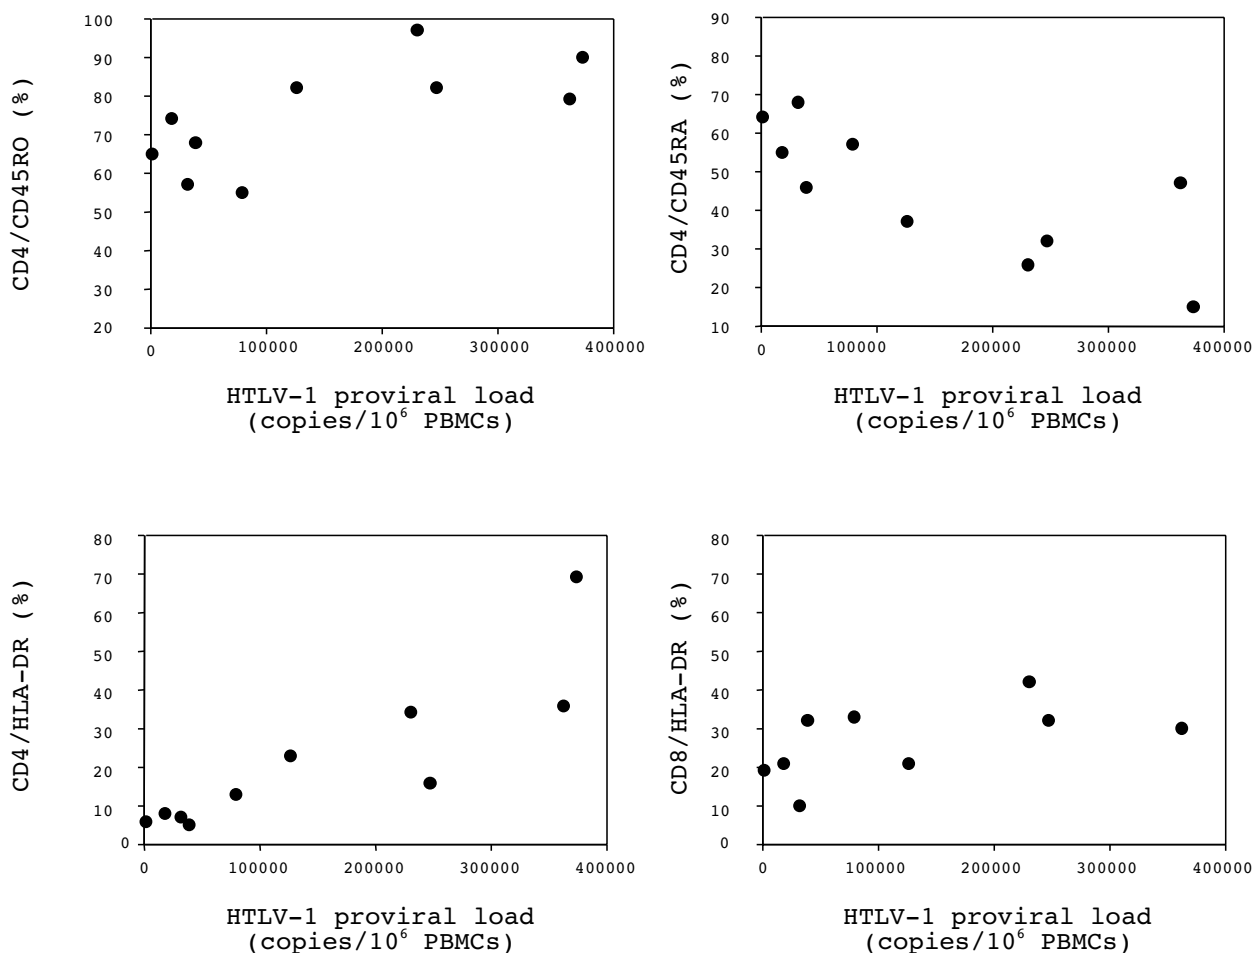 CD4/CD45RO (%)
100
90
80
70
60
50
40
30
20
0 100000 200000 300000 400000
HTLV-1 proviral load
(copies/10⁶ PBMCs)
CD4/CD45RA (%)
90
80
70
60
50
40
30
20
10
0 100000 200000 300000 400000
HTLV-1 proviral load
(copies/10⁶ PBMCs)
CD4/HLA-DR (%)
80
70
60
50
40
30
20
10
0
0 100000 200000 300000 400000
HTLV-1 proviral load
(copies/10⁶ PBMCs)
CD8/HLA-DR (%)
80
70
60
50
40
30
20
10
0
0 100000 200000 300000 400000
HTLV-1 proviral load
(copies/10⁶ PBMCs)